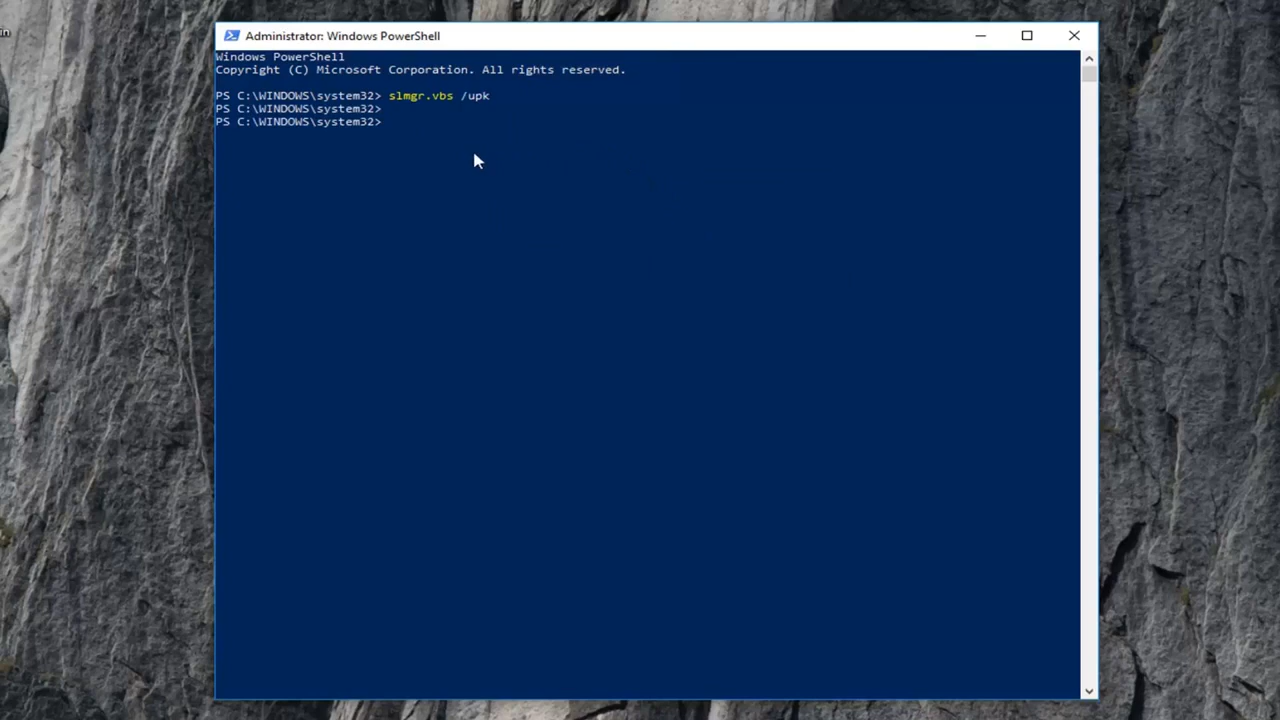 in
Administrator: Windows PowerShell
Windows PowerShell
Copyright (C) Microsoft Corporation. All rights reserved.
PS C:\WINDOWS\system32> slmgr.vbs /upk
PS C:\WINDOWS\system32>
PS C:\WINDOWS\system32>